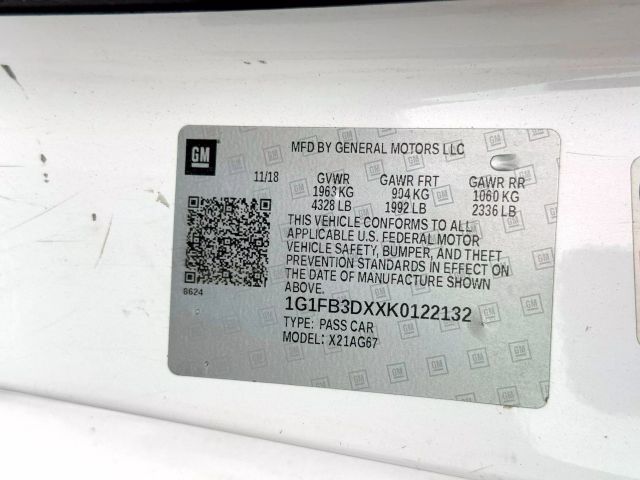 GM
MFD BY GENERAL MOTORS LLC
11/18 GVWR GAWR FRT GAWR RR
1963 KG 904 KG 1060 KG
4328 LB 1992 LB 2336 LB
THIS VEHICLE CONFORMS TO ALL
APPLICABLE U.S. FEDERAL MOTOR
VEHICLE SAFETY, BUMPER, AND THEFT
PREVENTION STANDARDS IN EFFECT ON
THE DATE OF MANUFACTURE SHOWN
ABOVE.
8624
1G1FB3DXXK0122132
TYPE: PASS CAR
MODEL: X21AG67